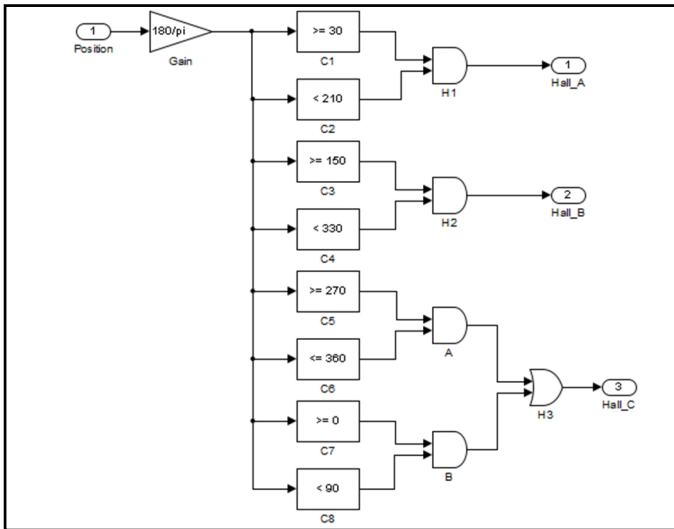 1
Position
180/pi
Gain
>= 30
C1
< 210
C2
H1
1
Hall_A
>= 150
C3
< 330
C4
H2
2
Hall_B
>= 270
C5
<= 360
C6
A
>= 0
C7
< 90
C8
B
H3
3
Hall_C